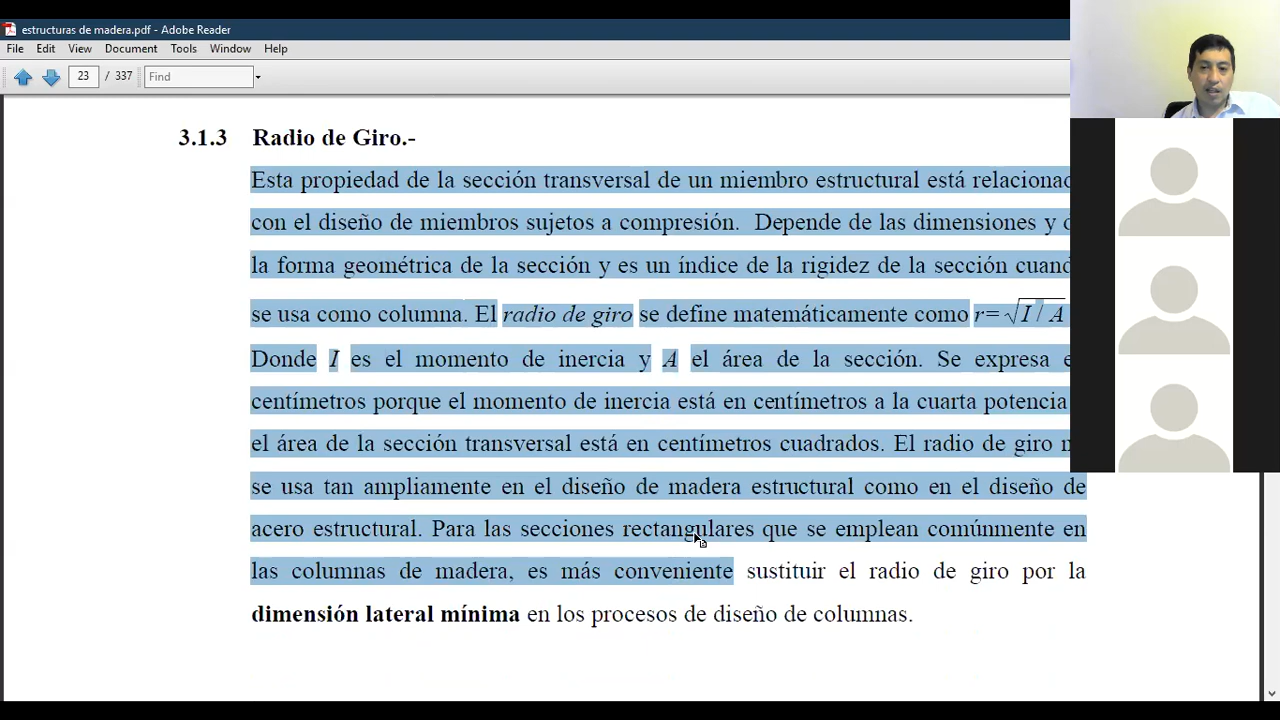 estructuras de madera.pdf - Adobe Reader
File Edit View Document Tools Window Help
23 / 337 Find
3.1.3 Radio de Giro.-
Esta propiedad de la sección transversal de un miembro estructural está relacionad
con el diseño de miembros sujetos a compresión. Depende de las dimensiones y d
la forma geométrica de la sección y es un índice de la rigidez de la sección cuand
se usa como columna. El radio de giro se define matemáticamente como r=√I/A
Donde I es el momento de inercia y A el área de la sección. Se expresa e
centímetros porque el momento de inercia está en centímetros a la cuarta potencia
el área de la sección transversal está en centímetros cuadrados. El radio de giro n
se usa tan ampliamente en el diseño de madera estructural como en el diseño de
acero estructural. Para las secciones rectangulares que se emplean comúnmente en
las columnas de madera, es más conveniente sustituir el radio de giro por la
dimensión lateral mínima en los procesos de diseño de columnas.